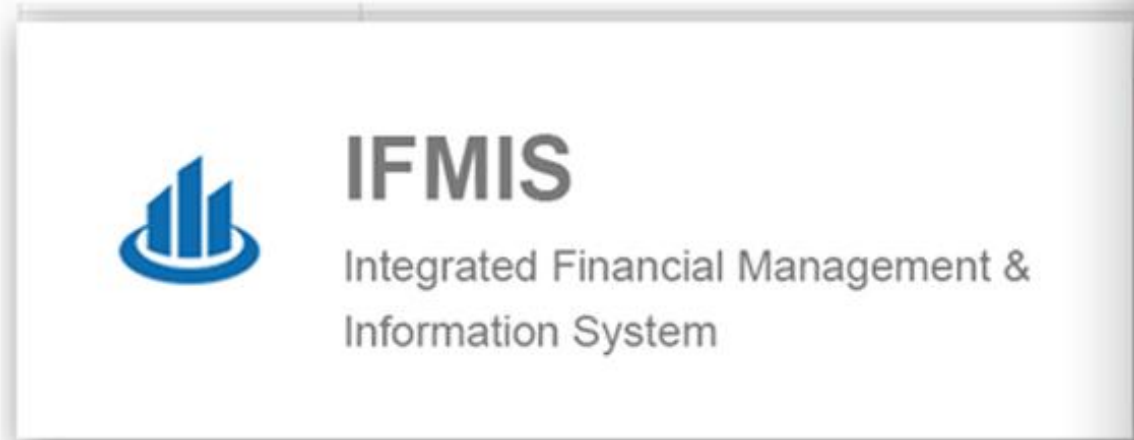 IFMIS
Integrated Financial Management &
Information System